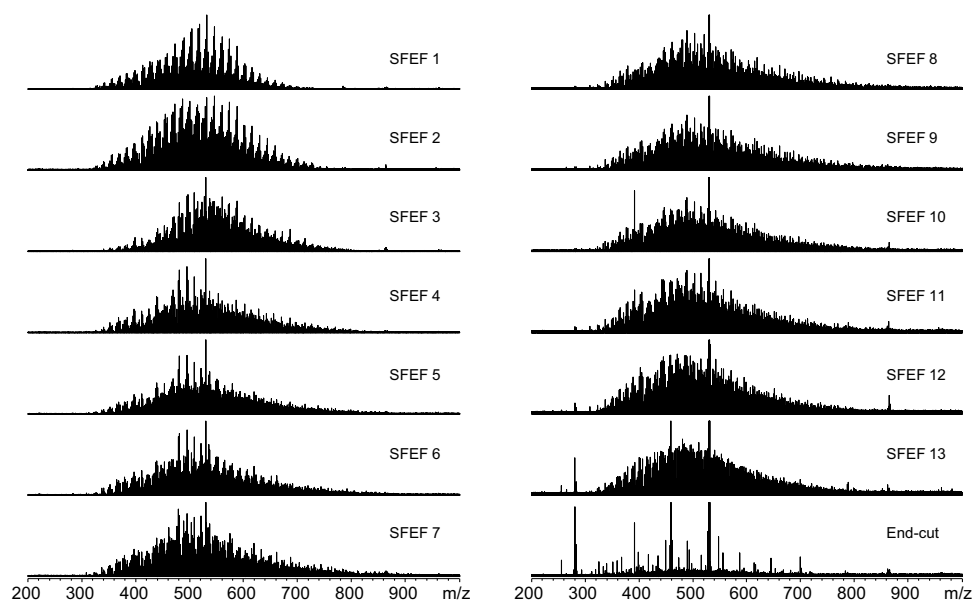 SFEF 1
SFEF 2
SFEF 3
SFEF 4
SFEF 5
SFEF 6
SFEF 7
200 300 400 500 600 700 800 900 m/z
SFEF 8
SFEF 9
SFEF 10
SFEF 11
SFEF 12
SFEF 13
End-cut
200 300 400 500 600 700 800 900 m/z